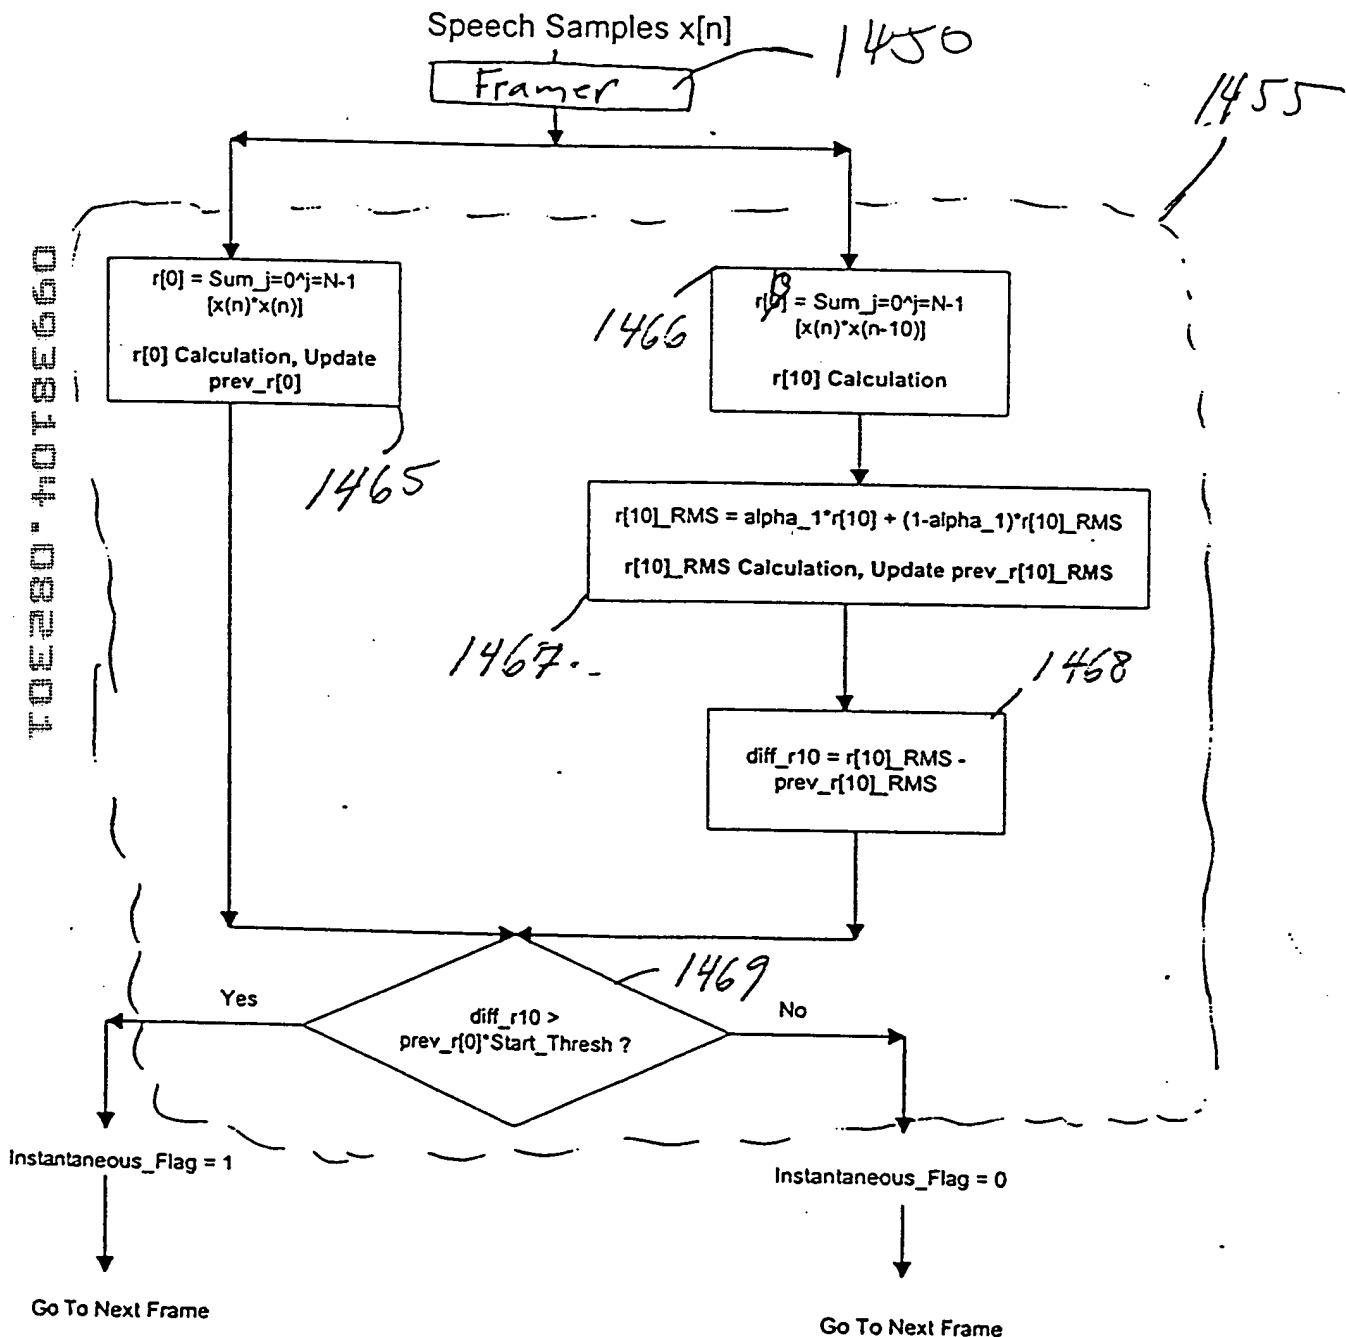 Speech Samples x[n]
1450
Framer
1455
09938104.082301
r[0] = Sum_j=0^j=N-1
[x(n)*x(n)]
r[0] Calculation, Update
prev_r[0]
1465
1466
= Sum_j=0^j=N-1
[x(n)*x(n-10)]
r[10] Calculation
r[10]_RMS = alpha_1*r[10] + (1-alpha_1)*r[10]_RMS
r[10]_RMS Calculation, Update prev_r[10]_RMS
1467
1468
diff_r10 = r[10]_RMS -
prev_r[10]_RMS
1469
Yes
No
diff_r10 >
prev_r[0]*Start_Thresh ?
Instantaneous_Flag = 1
Instantaneous_Flag = 0
Go To Next Frame
Go To Next Frame